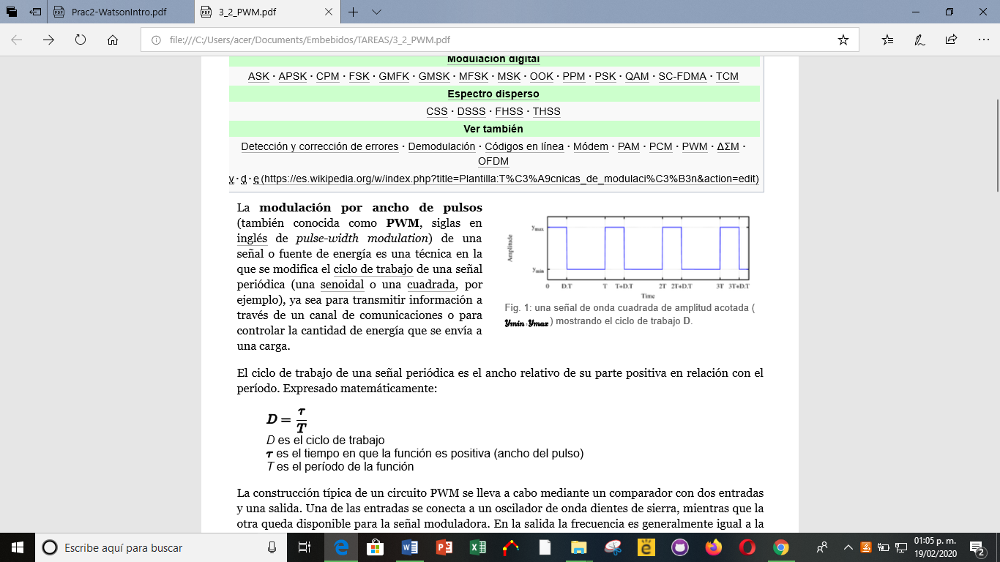 Prac2-WatsonIntro.pdf
3_2_PWM.pdf
file:///C:/Users/acer/Documents/Embebidos/TAREAS/3_2_PWM.pdf
Modulación digital
ASK · APSK · CPM · FSK · GMFK · GMSK · MFSK · MSK · OOK · PPM · PSK · QAM · SC-FDMA · TCM
Espectro disperso
CSS · DSSS · FHSS · THSS
Ver también
Detección y corrección de errores · Demodulación · Códigos en línea · Módem · PAM · PCM · PWM · ΔΣM ·
OFDM
v · d · e (https://es.wikipedia.org/w/index.php?title=Plantilla:T%C3%A9cnicas_de_modulaci%C3%B3n&action=edit)
La modulación por ancho de pulsos
(también conocida como PWM, siglas en
inglés de pulse-width modulation) de una
señal o fuente de energía es una técnica en la
que se modifica el ciclo de trabajo de una señal
periódica (una senoidal o una cuadrada, por
ejemplo), ya sea para transmitir información a
través de un canal de comunicaciones o para
controlar la cantidad de energía que se envía a
una carga.
Amplitude
ymax
ymin
0 D.T T T+D.T 2T 2T+D.T 3T 3T+D.T
Time
Fig. 1: una señal de onda cuadrada de amplitud acotada (
ymin, ymax) mostrando el ciclo de trabajo D.
El ciclo de trabajo de una señal periódica es el ancho relativo de su parte positiva en relación con el
período. Expresado matemáticamente:
D = τ / T
D es el ciclo de trabajo
τ es el tiempo en que la función es positiva (ancho del pulso)
T es el período de la función
La construcción típica de un circuito PWM se lleva a cabo mediante un comparador con dos entradas
y una salida. Una de las entradas se conecta a un oscilador de onda dientes de sierra, mientras que la
otra queda disponible para la señal moduladora. En la salida la frecuencia es generalmente igual a la
Escribe aquí para buscar
01:05 p. m.
19/02/2020
2